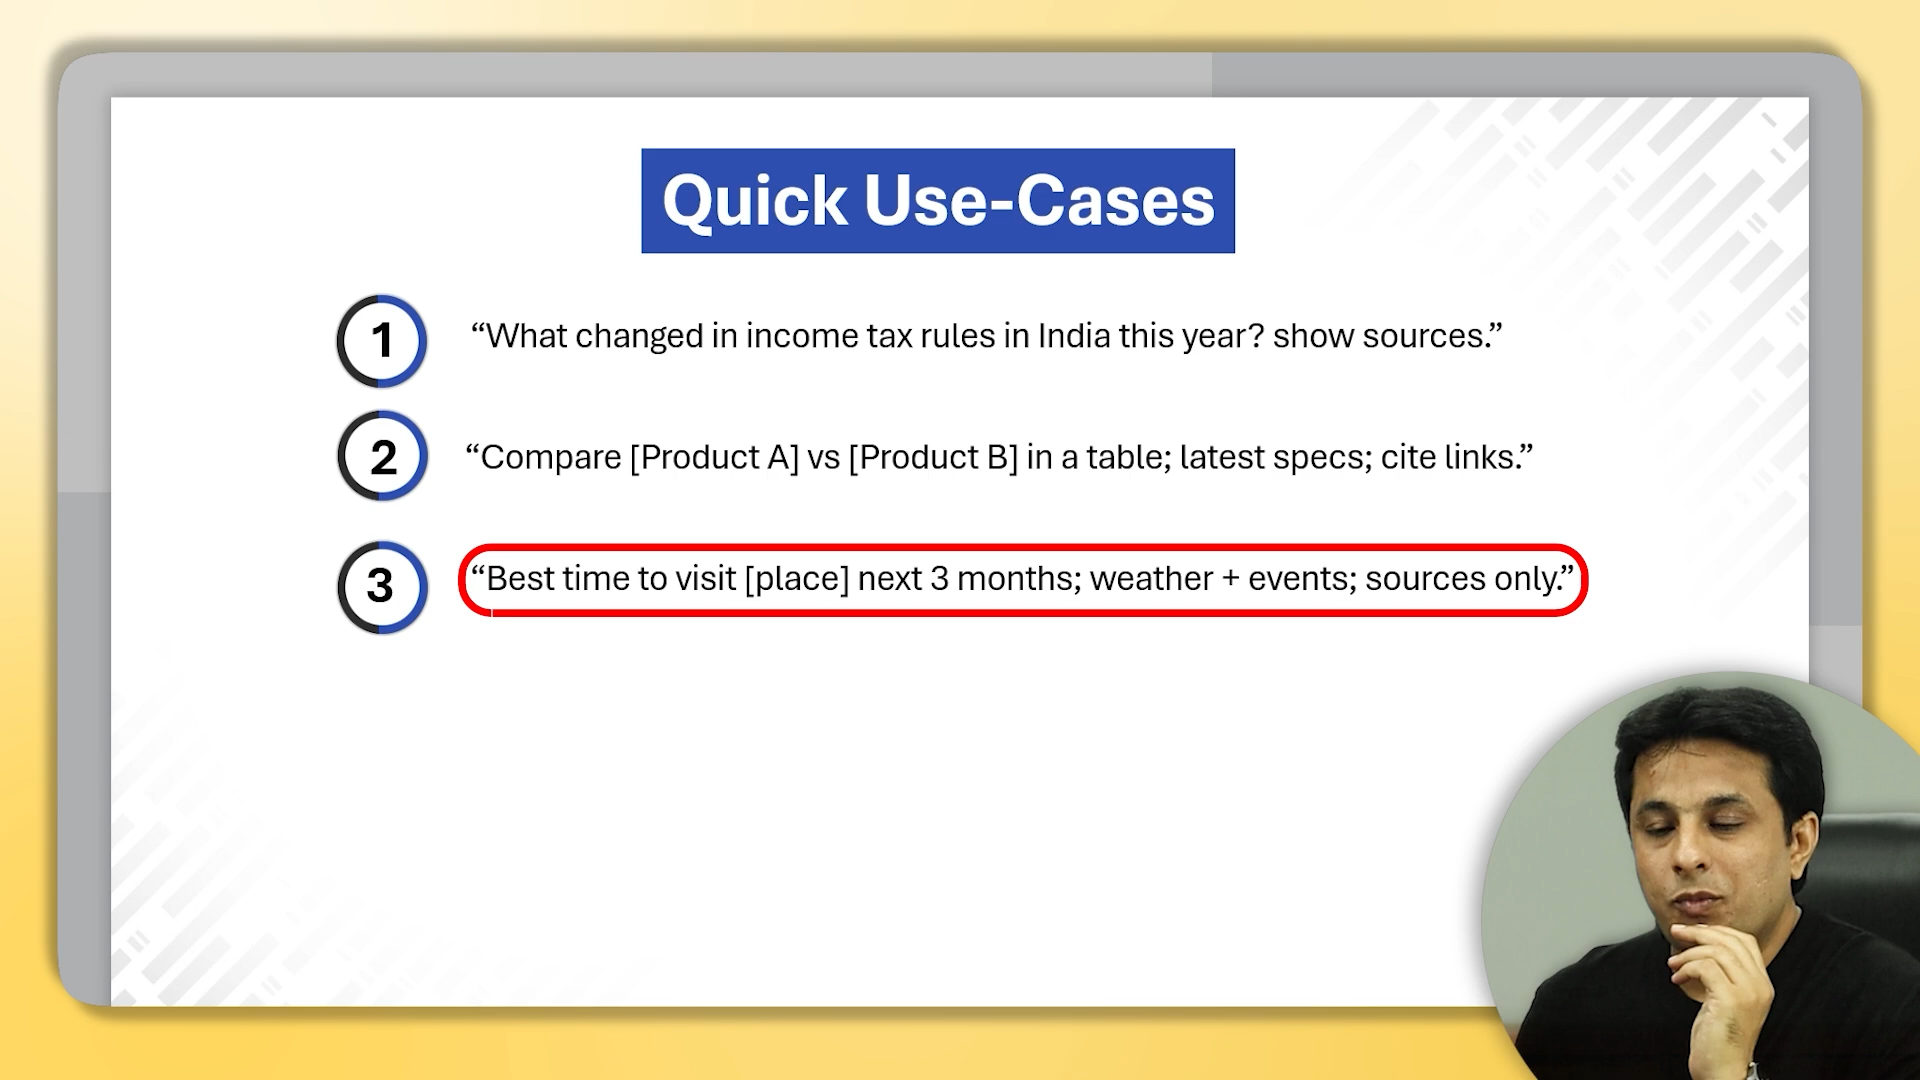 Quick Use-Cases
1
“What changed in income tax rules in India this year? show sources.”
2
“Compare [Product A] vs [Product B] in a table; latest specs; cite links.”
3
“Best time to visit [place] next 3 months; weather + events; sources only.”